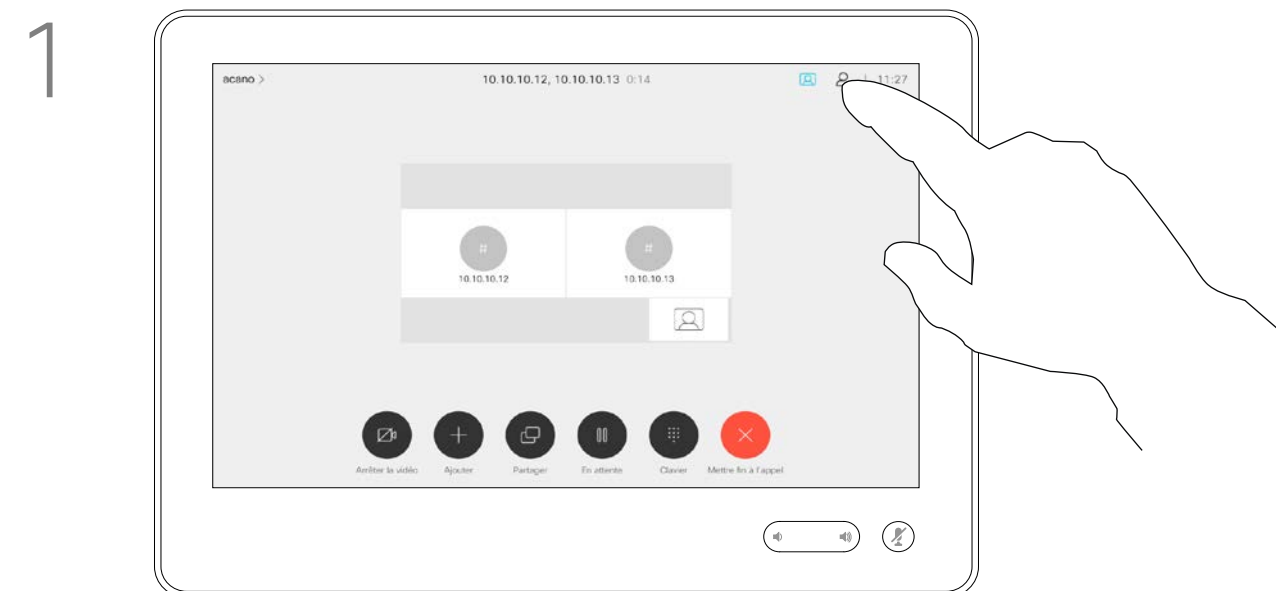 1
acano >
10.10.10.12, 10.10.10.13 0:14
11:27
#
#
10.10.10.12
10.10.10.13
Arrêter la vidéo
Ajouter
Partager
En attente
Clavier
Mettre fin à l'appel